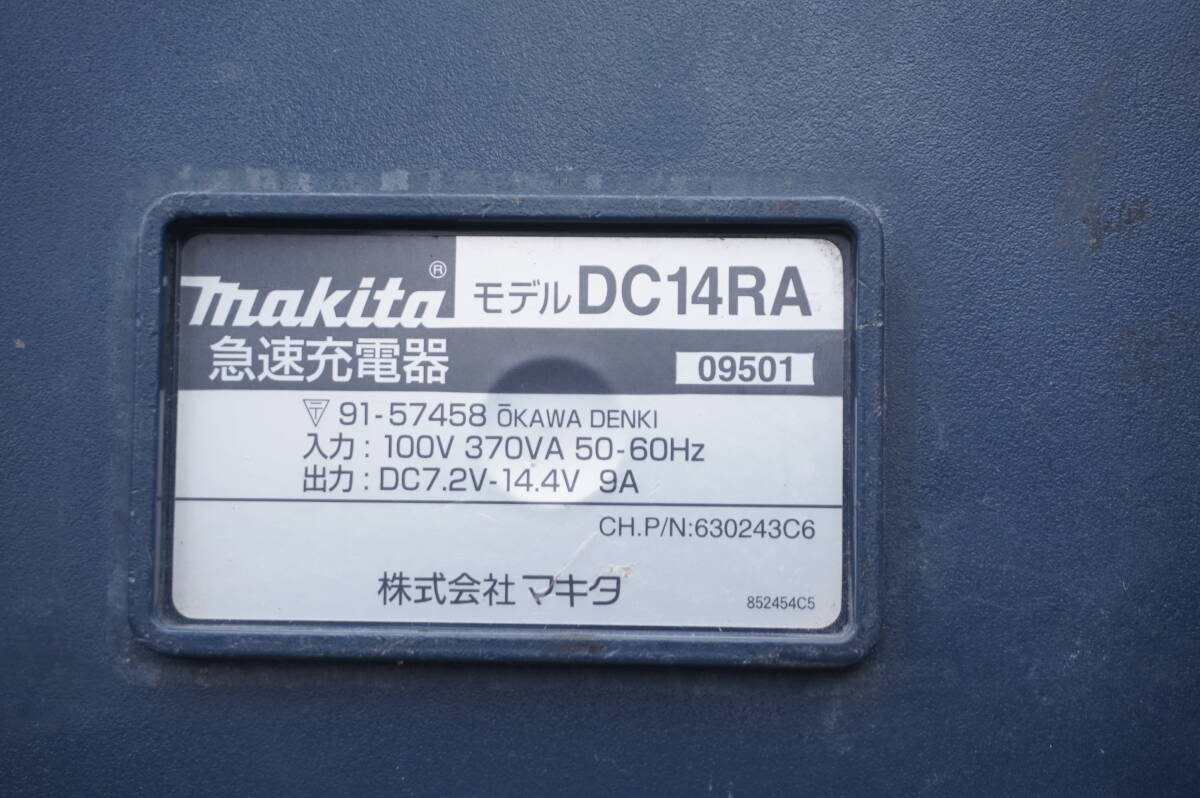 makita® モデル DC14RA
急速充電器 09501
〒 91-57458 ŌKAWA DENKI
入力 : 100V 370VA 50-60Hz
出力 : DC7.2V-14.4V 9A
CH.P/N:630243C6
株式会社 マキタ
852454C5